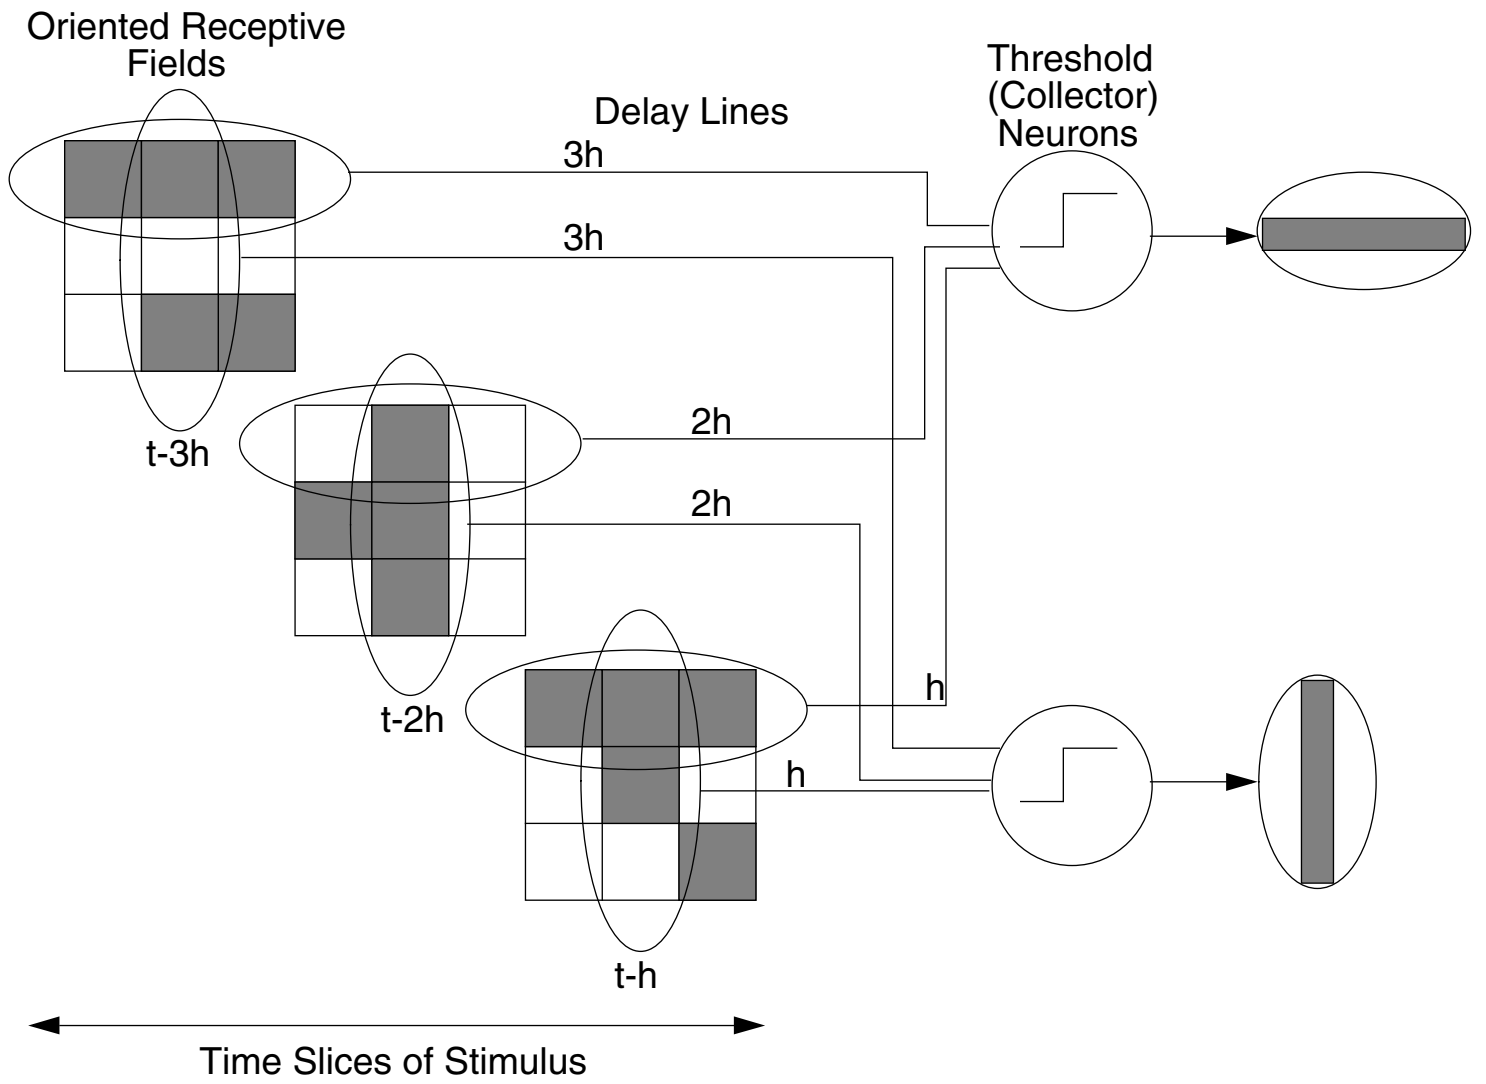 Oriented Receptive
Fields
Delay Lines
Threshold
(Collector)
Neurons
3h
3h
t-3h
2h
2h
t-2h
h
h
t-h
Time Slices of Stimulus